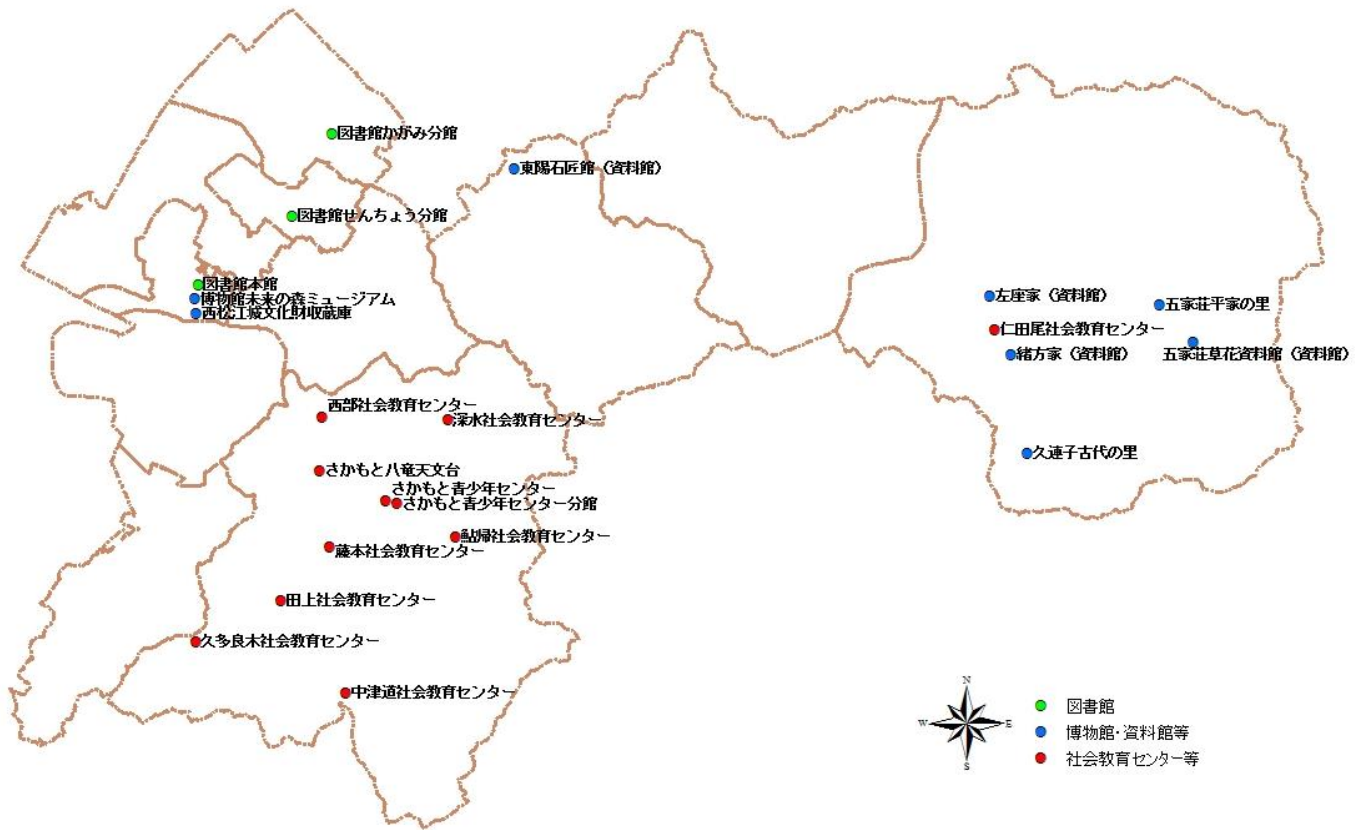 図書館かがみ分館
東陽石匠館（資料館）
図書館せんちょう分館
図書館本館
博物館未来の森ミュージアム
西松江城文化財収蔵庫
左座家（資料館）
五家荘平家の里
仁田尾社会教育センター
緒方家（資料館）
五家荘草花資料館（資料館）
西部社会教育センター
深水社会教育センター
久連子古代の里
さかもと八竜天文台
さかもと青少年センター
さかもと青少年センター分館
鮎帰社会教育センター
藤本社会教育センター
田上社会教育センター
久多良木社会教育センター
中津道社会教育センター
N
W
E
S
図書館
博物館・資料館等
社会教育センター等